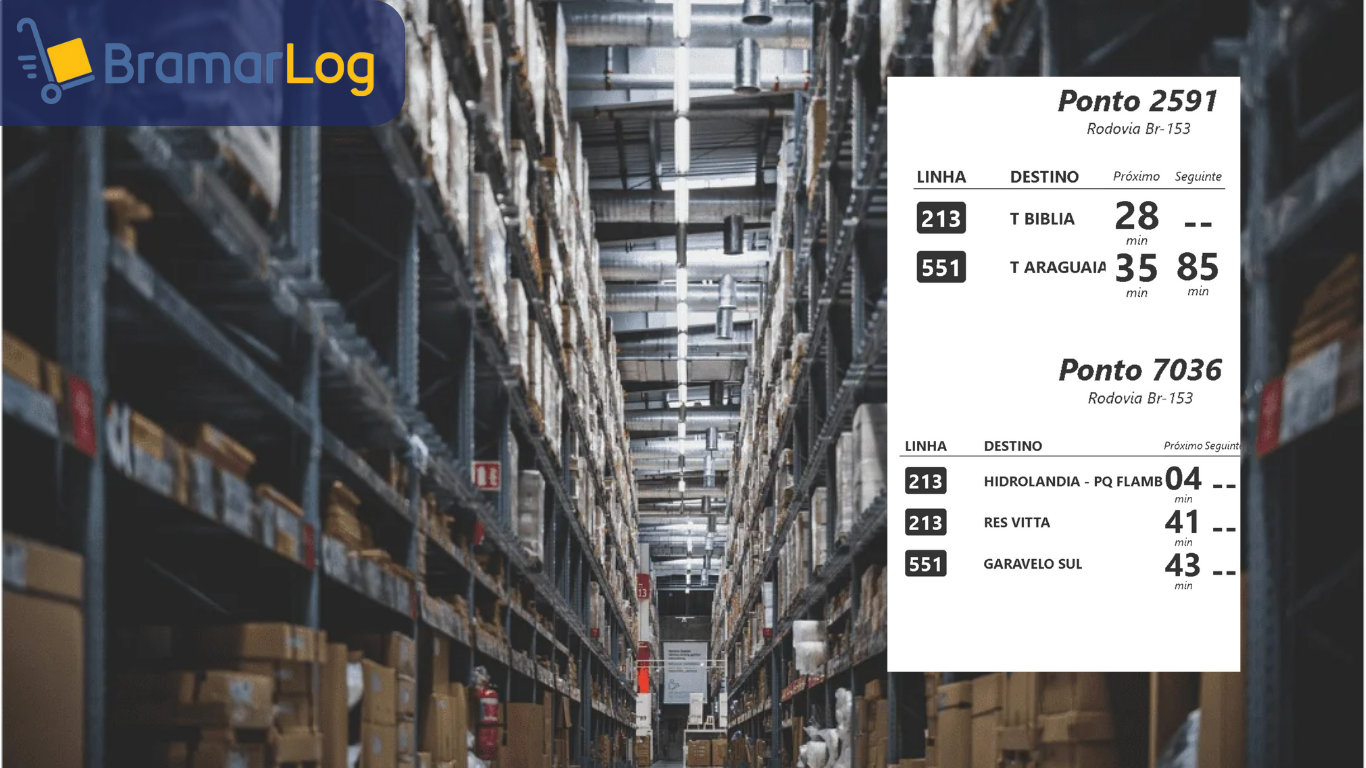 BramarLog
Ponto 2591
Rodovia Br-153
LINHA DESTINO Próximo Seguinte
213 T BIBLIA 28 min --
551 T ARAGUAIA 35 min 85 min
Ponto 7036
Rodovia Br-153
LINHA DESTINO Próximo Seguinte
213 HIDROLANDIA - PQ FLAMB 04 min --
213 RES VITTA 41 min --
551 GARAVELO SUL 43 min --
13